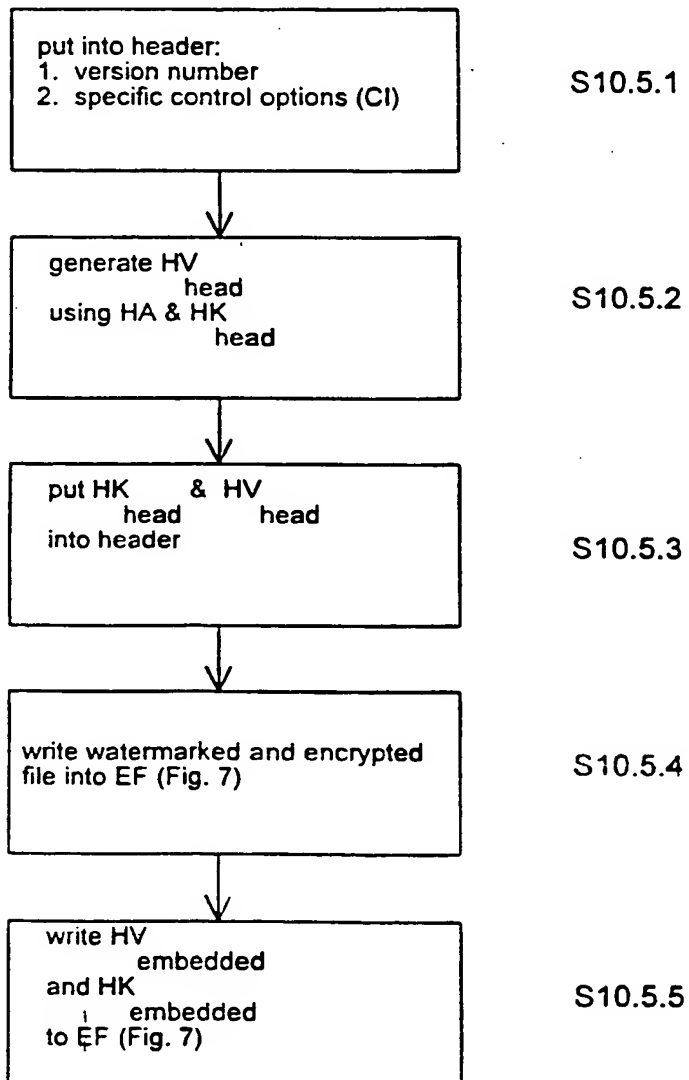 put into header:
1. version number
2. specific control options (CI)
S10.5.1
generate HV
head
using HA & HK
head
S10.5.2
put HK & HV
head head
into header
S10.5.3
write watermarked and encrypted
file into EF (Fig. 7)
S10.5.4
write HV
embedded
and HK
embedded
to EF (Fig. 7)
S10.5.5